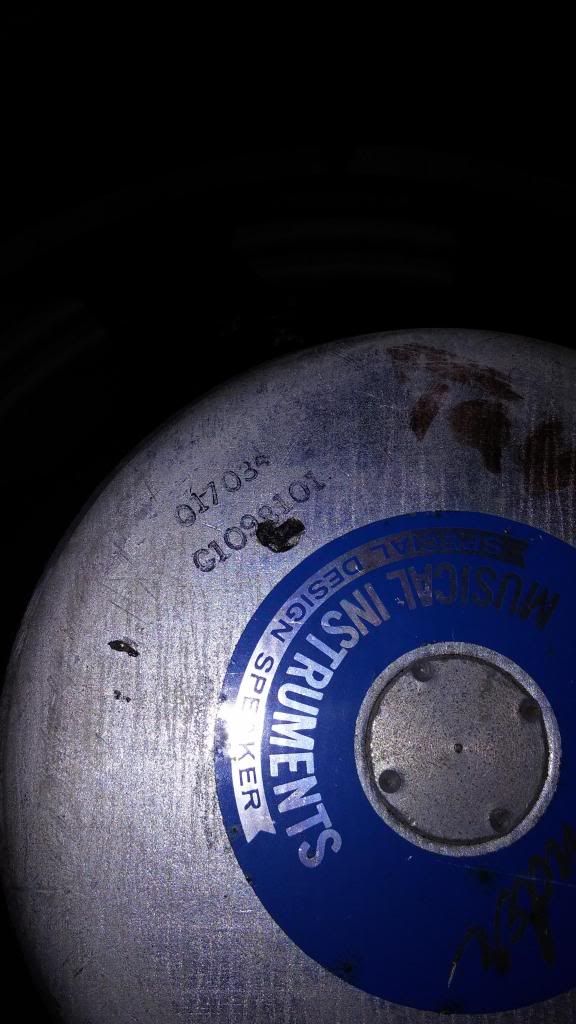 017034
C1098101
SPECIAL DESIGN SPEAKER
MUSICAL INSTRUMENTS